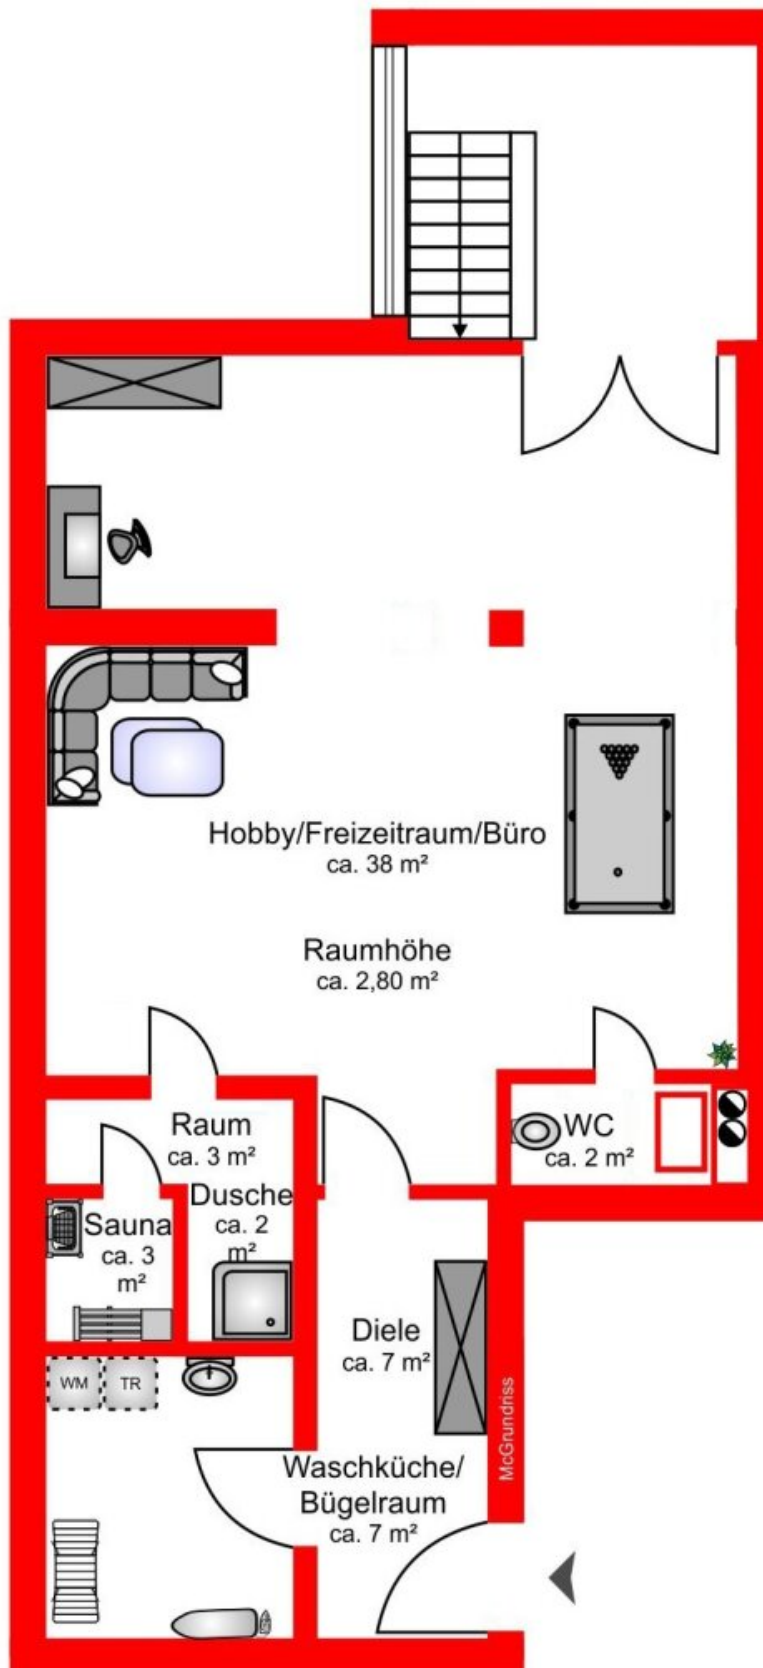 Hobby/Freizeitraum/Büro
ca. 38 m²
Raumhöhe
ca. 2,80 m²
Raum
ca. 3 m²
WC
ca. 2 m²
Dusche
ca. 2
m²
Sauna
ca. 3
m²
Diele
ca. 7 m²
WM
TR
McGrundriss
Waschküche/
Bügelraum
ca. 7 m²